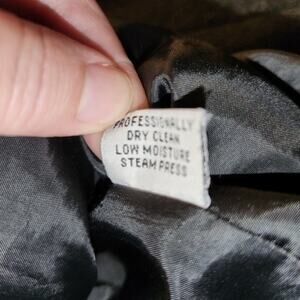 PROFESSIONALLY
DRY CLEAN
LOW MOISTURE
STEAM PRESS